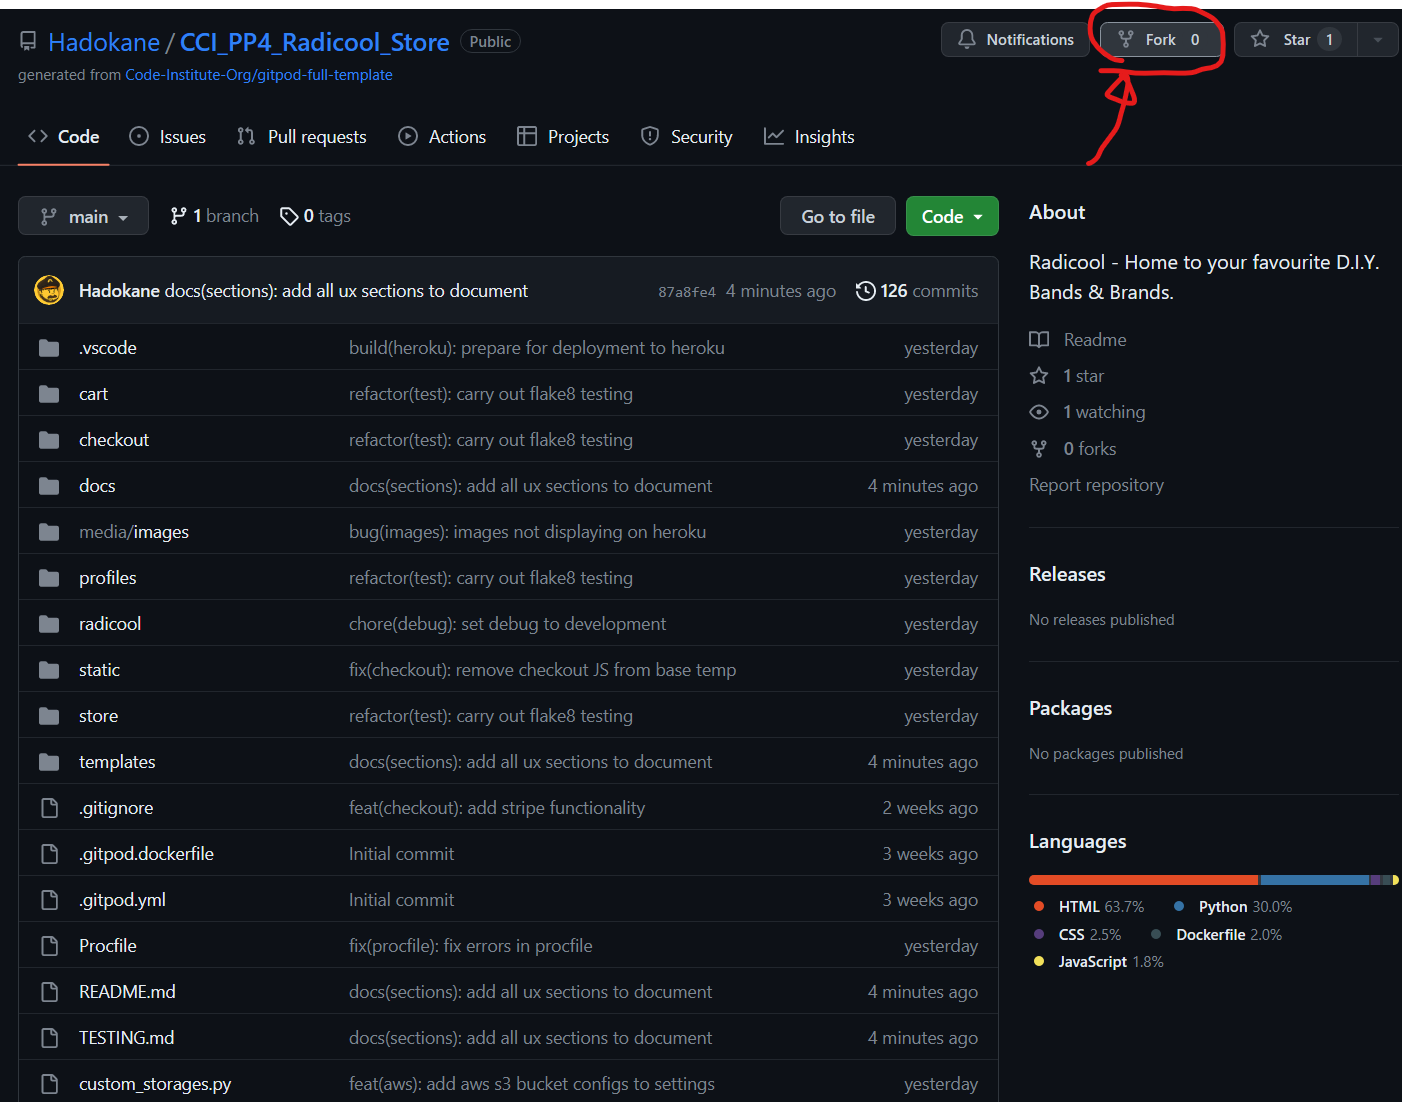 Hadokane / CCI_PP4_Radicool_Store Public
Notifications
Fork 0
Star 1
generated from Code-Institute-Org/gitpod-full-template
Code
Issues
Pull requests
Actions
Projects
Security
Insights
main
1 branch
0 tags
Go to file
Code
Hadokane docs(sections): add all ux sections to document 87a8fe4 4 minutes ago 126 commits
.vscode build(heroku): prepare for deployment to heroku yesterday
cart refactor(test): carry out flake8 testing yesterday
checkout refactor(test): carry out flake8 testing yesterday
docs docs(sections): add all ux sections to document 4 minutes ago
media/images bug(images): images not displaying on heroku yesterday
profiles refactor(test): carry out flake8 testing yesterday
radicool chore(debug): set debug to development yesterday
static fix(checkout): remove checkout JS from base temp yesterday
store refactor(test): carry out flake8 testing yesterday
templates docs(sections): add all ux sections to document 4 minutes ago
.gitignore feat(checkout): add stripe functionality 2 weeks ago
.gitpod.dockerfile Initial commit 3 weeks ago
.gitpod.yml Initial commit 3 weeks ago
Procfile fix(procfile): fix errors in procfile yesterday
README.md docs(sections): add all ux sections to document 4 minutes ago
TESTING.md docs(sections): add all ux sections to document 4 minutes ago
custom_storages.py feat(aws): add aws s3 bucket configs to settings yesterday
About
Radicool - Home to your favourite D.I.Y.
Bands & Brands.
Readme
1 star
1 watching
0 forks
Report repository
Releases
No releases published
Packages
No packages published
Languages
HTML 63.7% Python 30.0%
CSS 2.5% Dockerfile 2.0%
JavaScript 1.8%